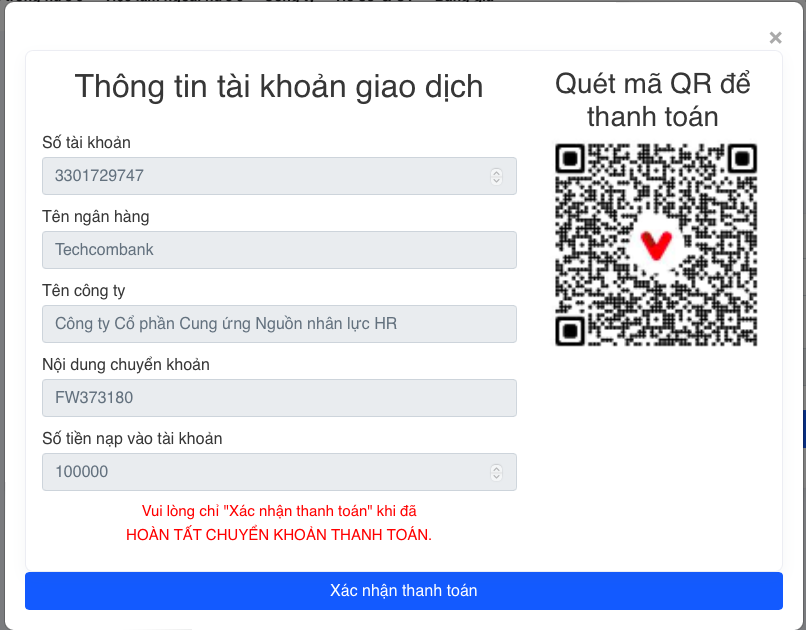 ×
Thông tin tài khoản giao dịch
Số tài khoản
3301729747
Tên ngân hàng
Techcombank
Tên công ty
Công ty Cổ phần Cung ứng Nguồn nhân lực HR
Nội dung chuyển khoản
FW373180
Số tiền nạp vào tài khoản
100000
Vui lòng chỉ "Xác nhận thanh toán" khi đã
HOÀN TẤT CHUYỂN KHOẢN THANH TOÁN.
Quét mã QR để
thanh toán
Xác nhận thanh toán